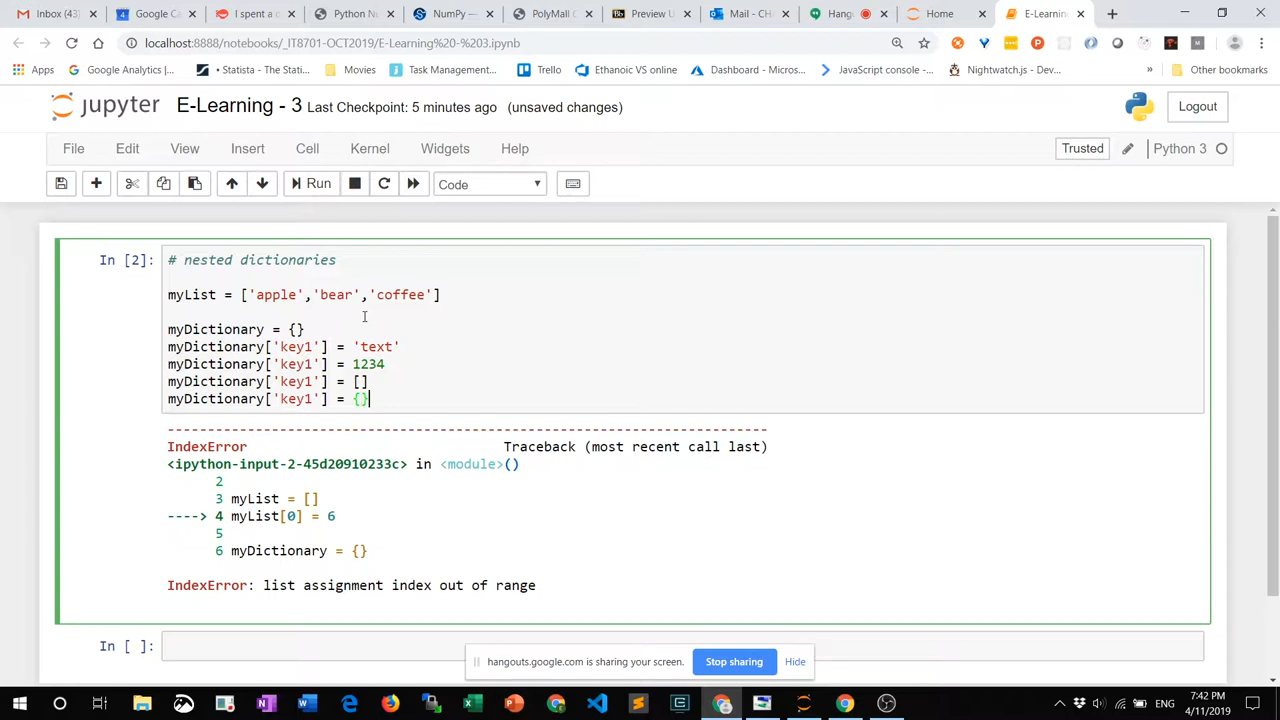 Inbox (43)
Google Ca
I spent a c
Python Nu
NumPy —
PolyMall C
Preview U
Mail - CH
Hang
Home
E-Learning
localhost:8888/notebooks/_IT8701-OCT2019/E-Learning%20-%203.ipynb
Apps
Google Analytics |...
• Statista - The Stati...
Movies
Task Management...
Trello
Ethanoic VS online
Dashboard - Micros...
JavaScript console -...
Nightwatch.js - Dev...
»
Other bookmarks
jupyter E-Learning - 3 Last Checkpoint: 5 minutes ago (unsaved changes)
Logout
File Edit View Insert Cell Kernel Widgets Help
Trusted
Python 3
Run
Code
In [2]:
# nested dictionaries
myList = ['apple','bear','coffee']
myDictionary = {}
myDictionary['key1'] = 'text'
myDictionary['key1'] = 1234
myDictionary['key1'] = []
myDictionary['key1'] = {}
---------------------------------------------------------------------------
IndexError Traceback (most recent call last)
<ipython-input-2-45d20910233c> in <module>()
2
3 myList = []
----> 4 myList[0] = 6
5
6 myDictionary = {}
IndexError: list assignment index out of range
In [ ]:
hangouts.google.com is sharing your screen.
Stop sharing
Hide
ENG
7:42 PM
4/11/2019